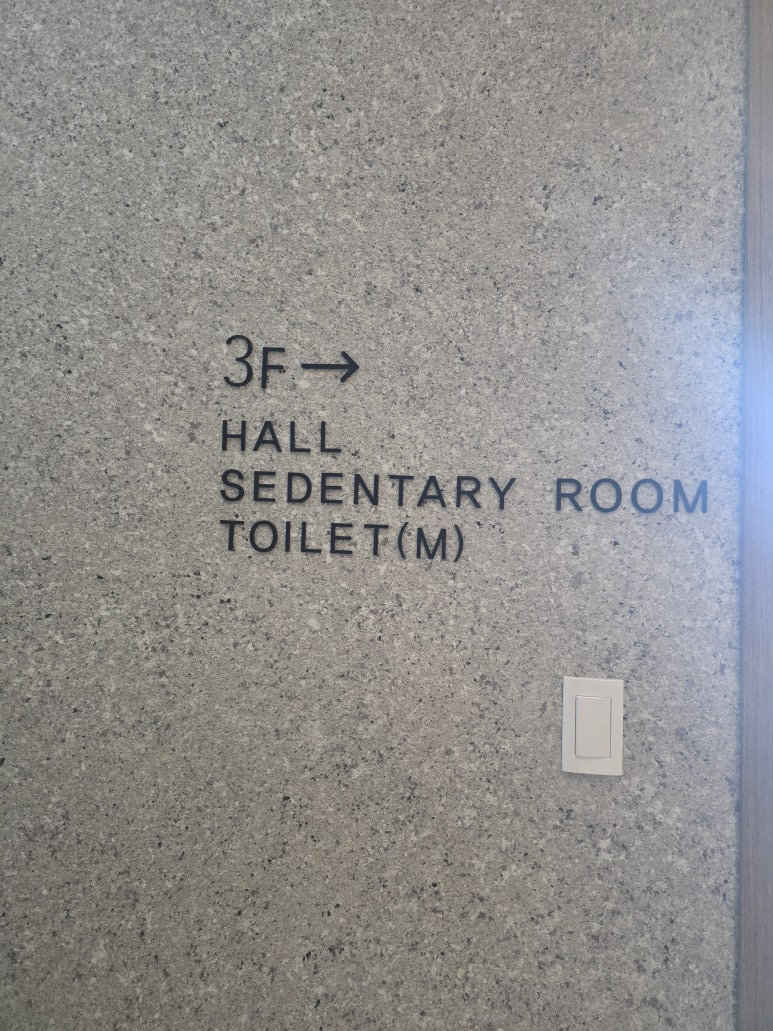 3F →
HALL
SEDENTARY ROOM
TOILET(M)